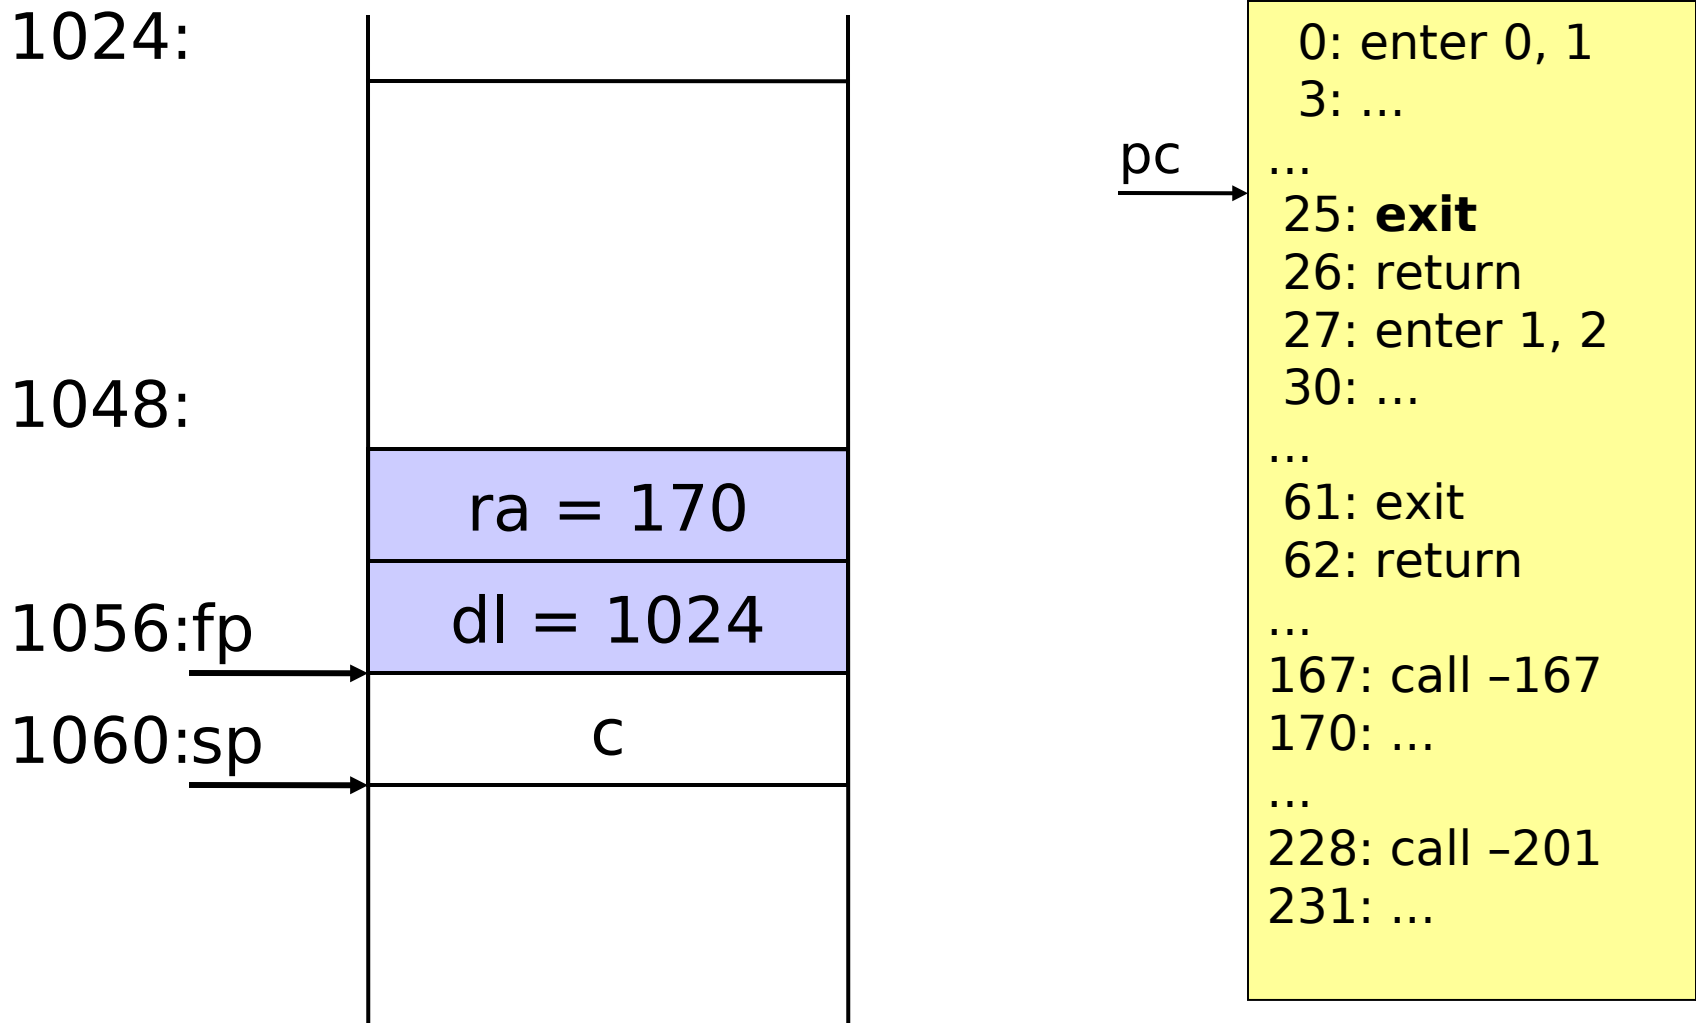 1024:
1048:
ra = 170
dl = 1024
1056:fp
c
1060:sp
pc
0: enter 0, 1
3: ...
...
25: exit
26: return
27: enter 1, 2
30: ...
...
61: exit
62: return
...
167: call –167
170: ...
...
228: call –201
231: ...